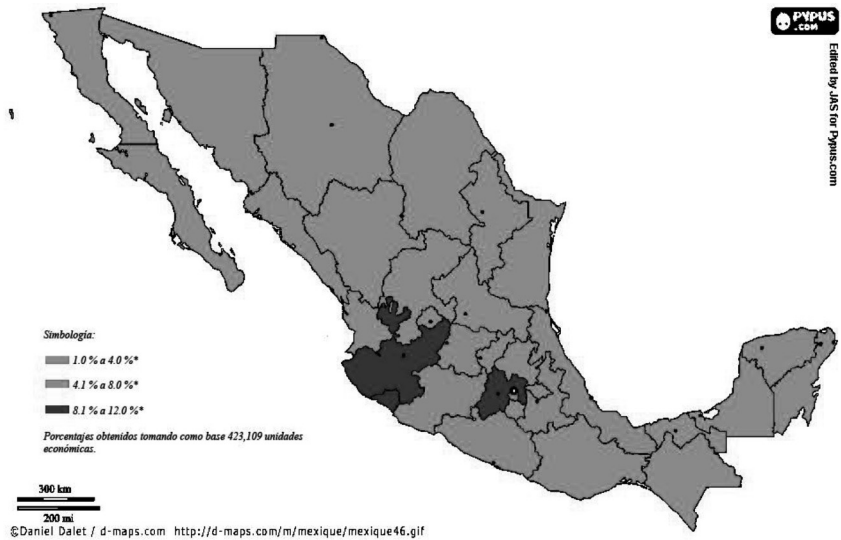 PYPUS
.COM
Edited by JAS for Pypus.com
Simbología:
1.0 % a 4.0 %*
4.1 % a 8.0 %*
8.1 % a 12.0 %*
Porcentajes obtenidos tomando como base 423,109 unidades
económicas.
300 km
200 mi
©Daniel Dalet / d-maps.com http://d-maps.com/m/mexique/mexique46.gif